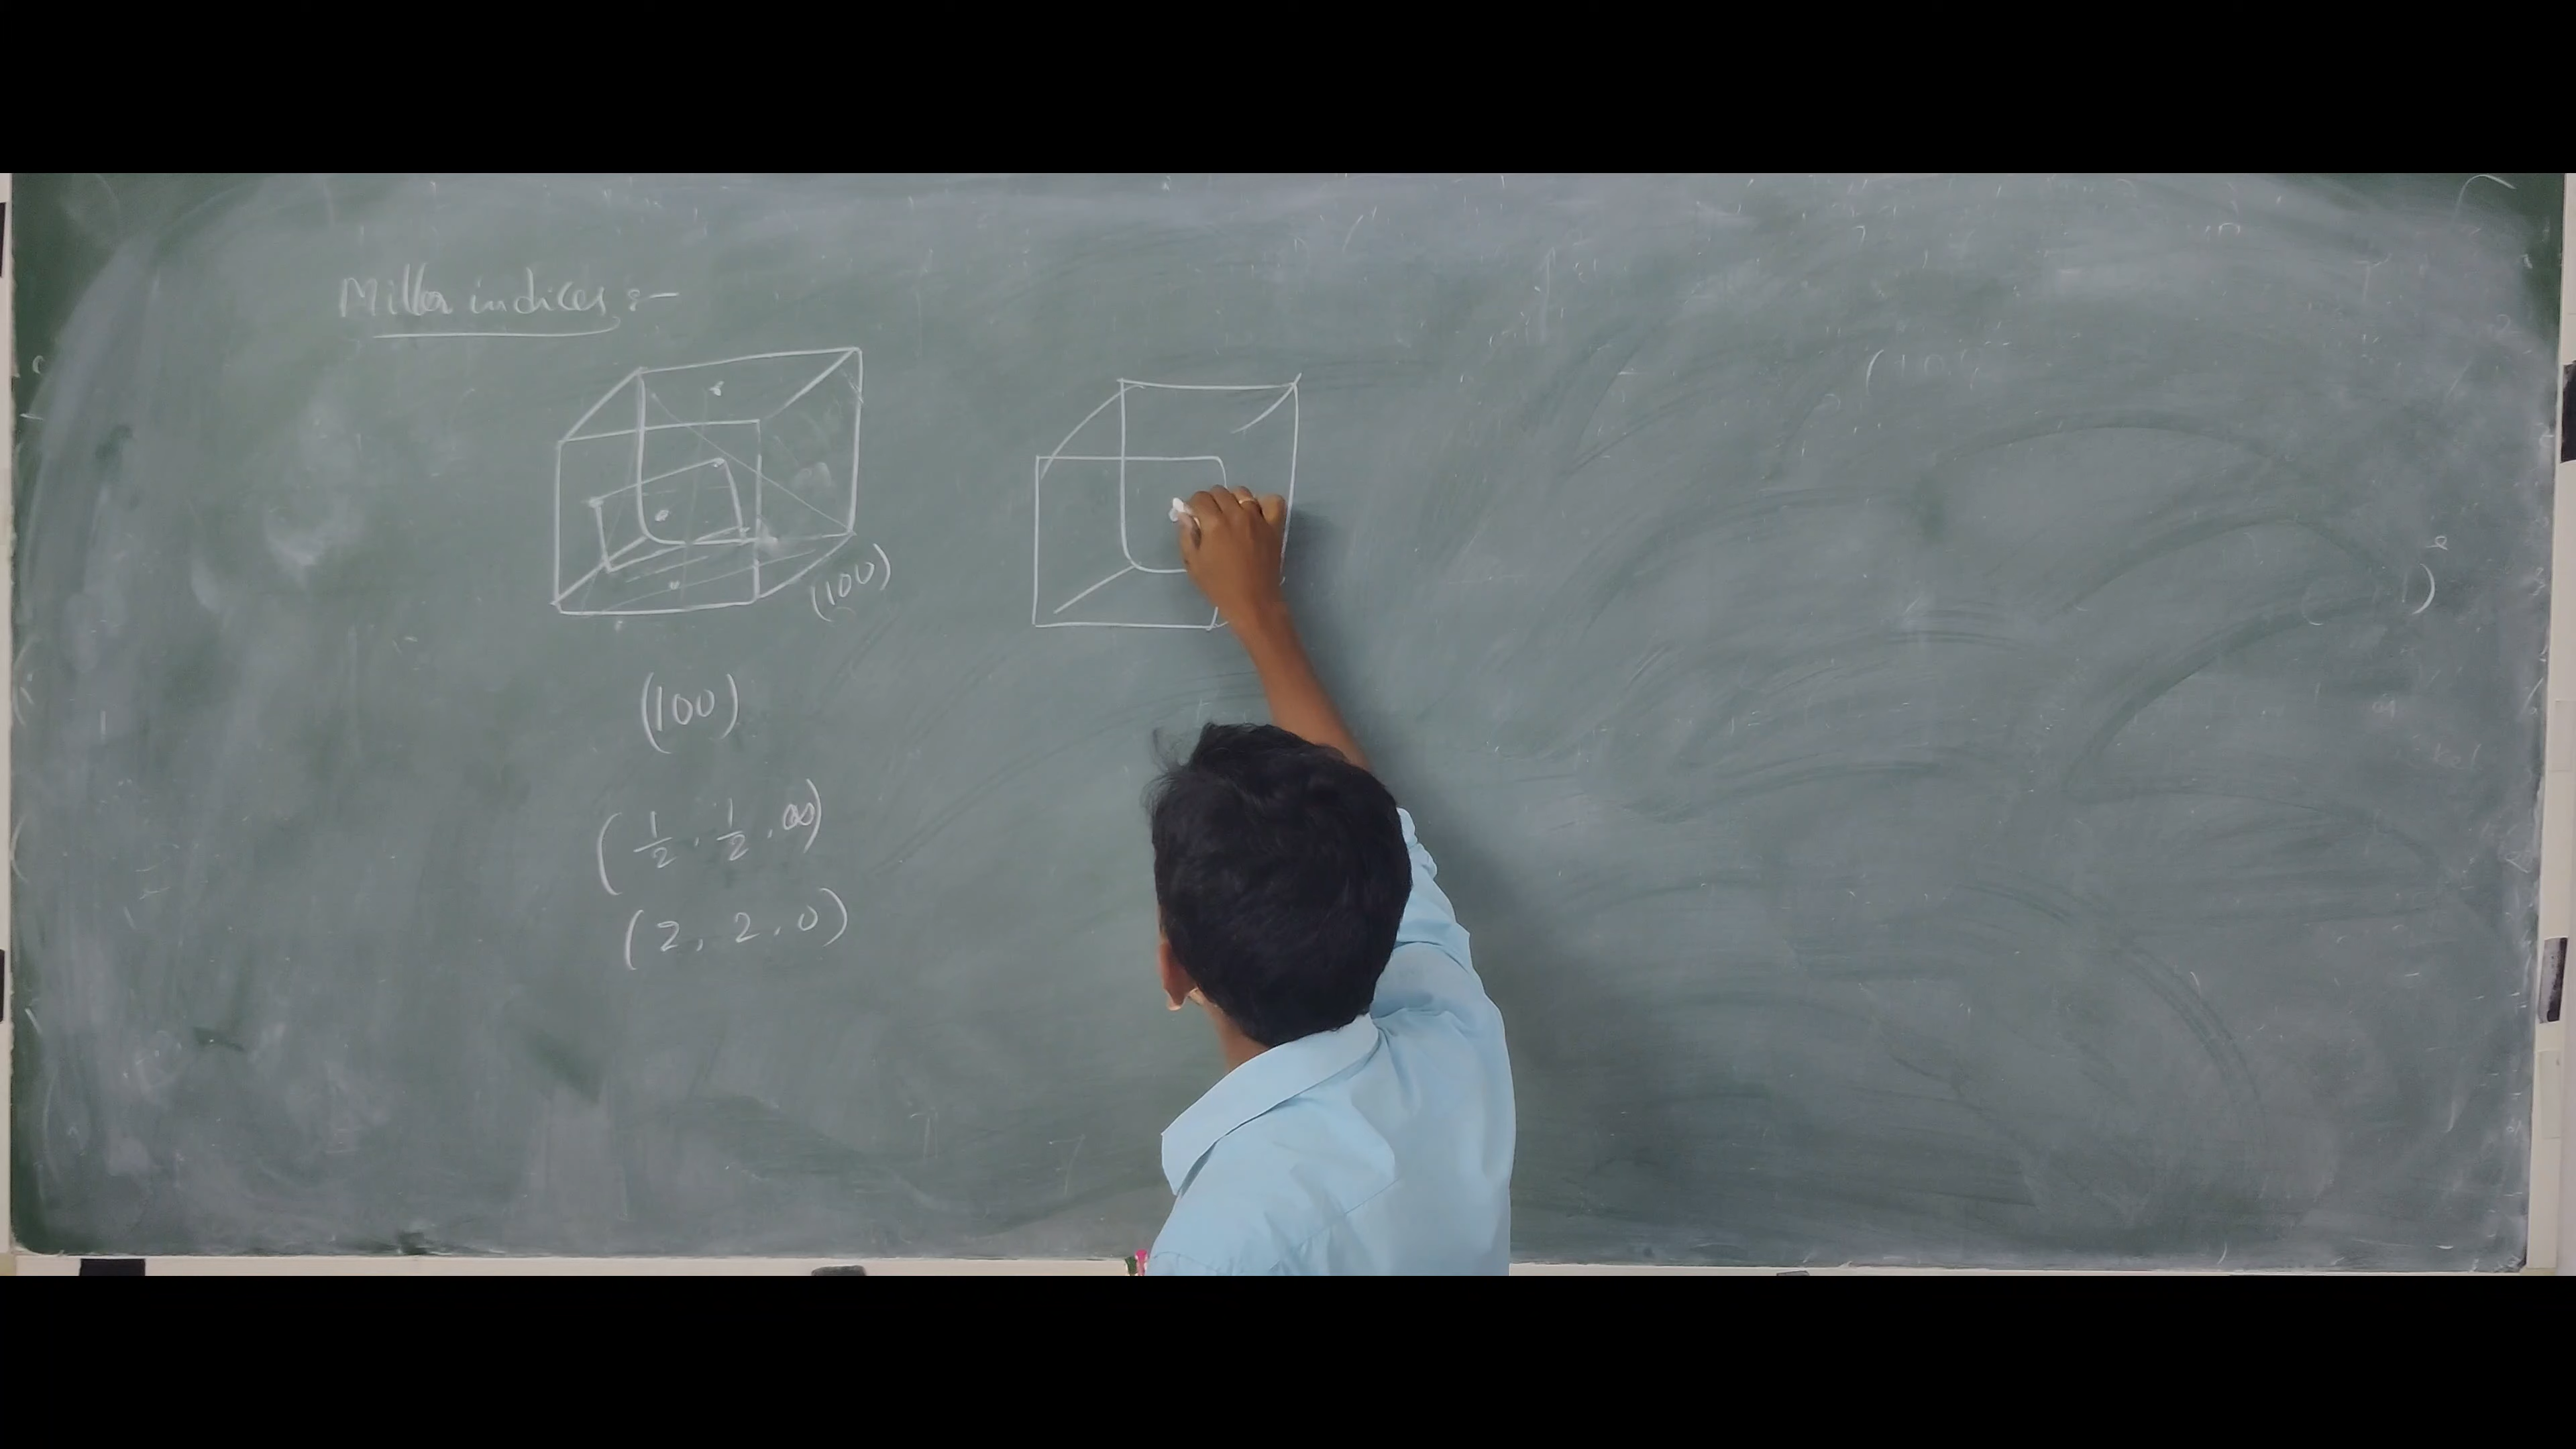 Miller indices :-
(100)
(100)
(1/2, 1/2, ∞)
(2, 2, 0)